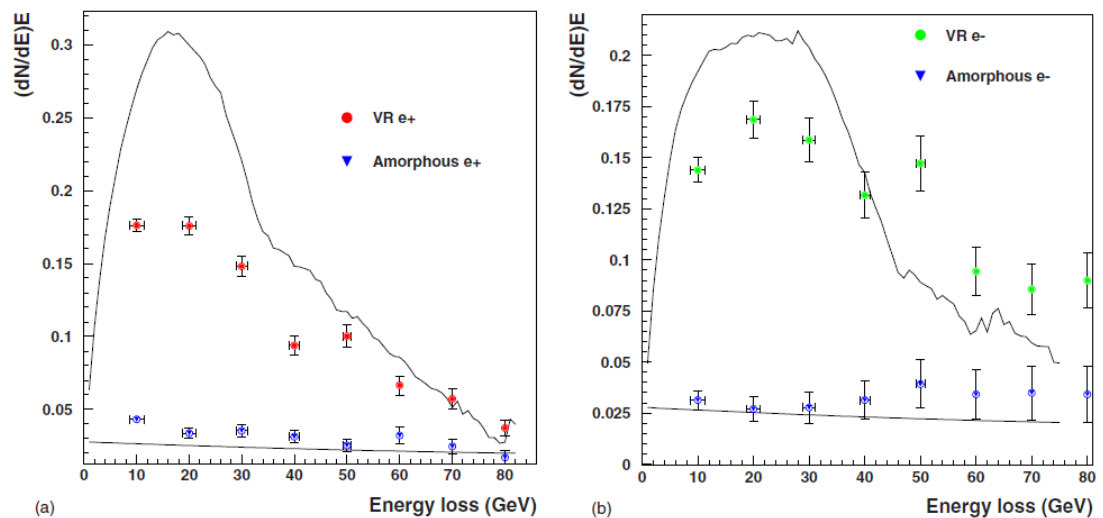 (dN/dE)E
0.3
0.25
0.2
0.15
0.1
0.05
VR e+
Amorphous e+
0 10 20 30 40 50 60 70 80
Energy loss (GeV)
(a)
(dN/dE)E
0.2
0.175
0.15
0.125
0.1
0.075
0.05
0.025
0
VR e-
Amorphous e-
0 10 20 30 40 50 60 70 80
Energy loss (GeV)
(b)